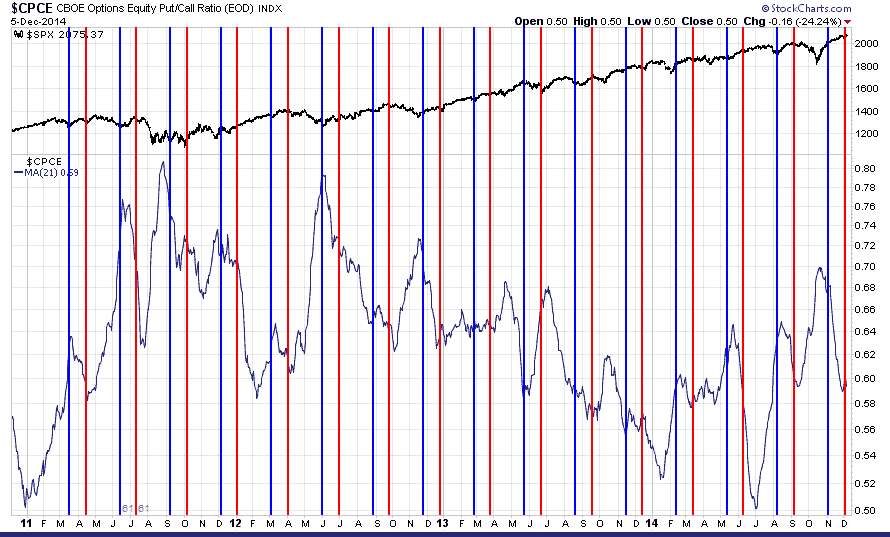 $CPCE CBOE Options Equity Put/Call Ratio (EOD) INDX
© StockCharts.com
5-Dec-2014
Open 0.50 High 0.50 Low 0.50 Close 0.50 Chg -0.16 (-24.24%)
$SPX 2075.37
2000
1800
1600
1400
1200
$CPCE
MA(21) 0.59
0.80
0.78
0.76
0.74
0.72
0.70
0.68
0.66
0.64
0.62
0.60
0.58
0.56
0.54
0.52
0.50
61.61
11 F M A M J J A S O N D 12 F M A M J J A S O N D 13 F M A M J J A S O N D 14 F M A M J J A S O N D